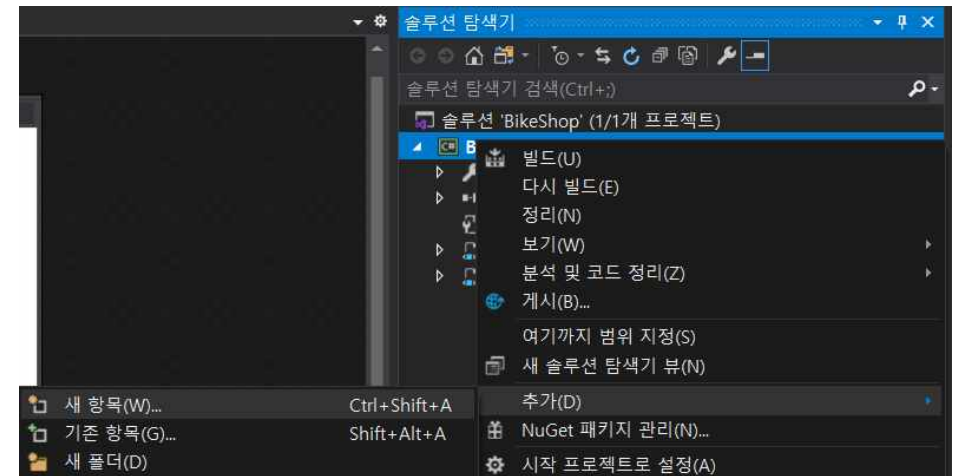 솔루션 탐색기
솔루션 탐색기 검색(Ctrl+;)
솔루션 'BikeShop' (1/1개 프로젝트)
C# B
빌드(U)
다시 빌드(E)
정리(N)
보기(W)
분석 및 코드 정리(Z)
게시(B)...
여기까지 범위 지정(S)
새 솔루션 탐색기 뷰(N)
추가(D)
새 항목(W)... Ctrl+Shift+A
기존 항목(G)... Shift+Alt+A
새 폴더(D)
NuGet 패키지 관리(N)...
시작 프로젝트로 설정(A)